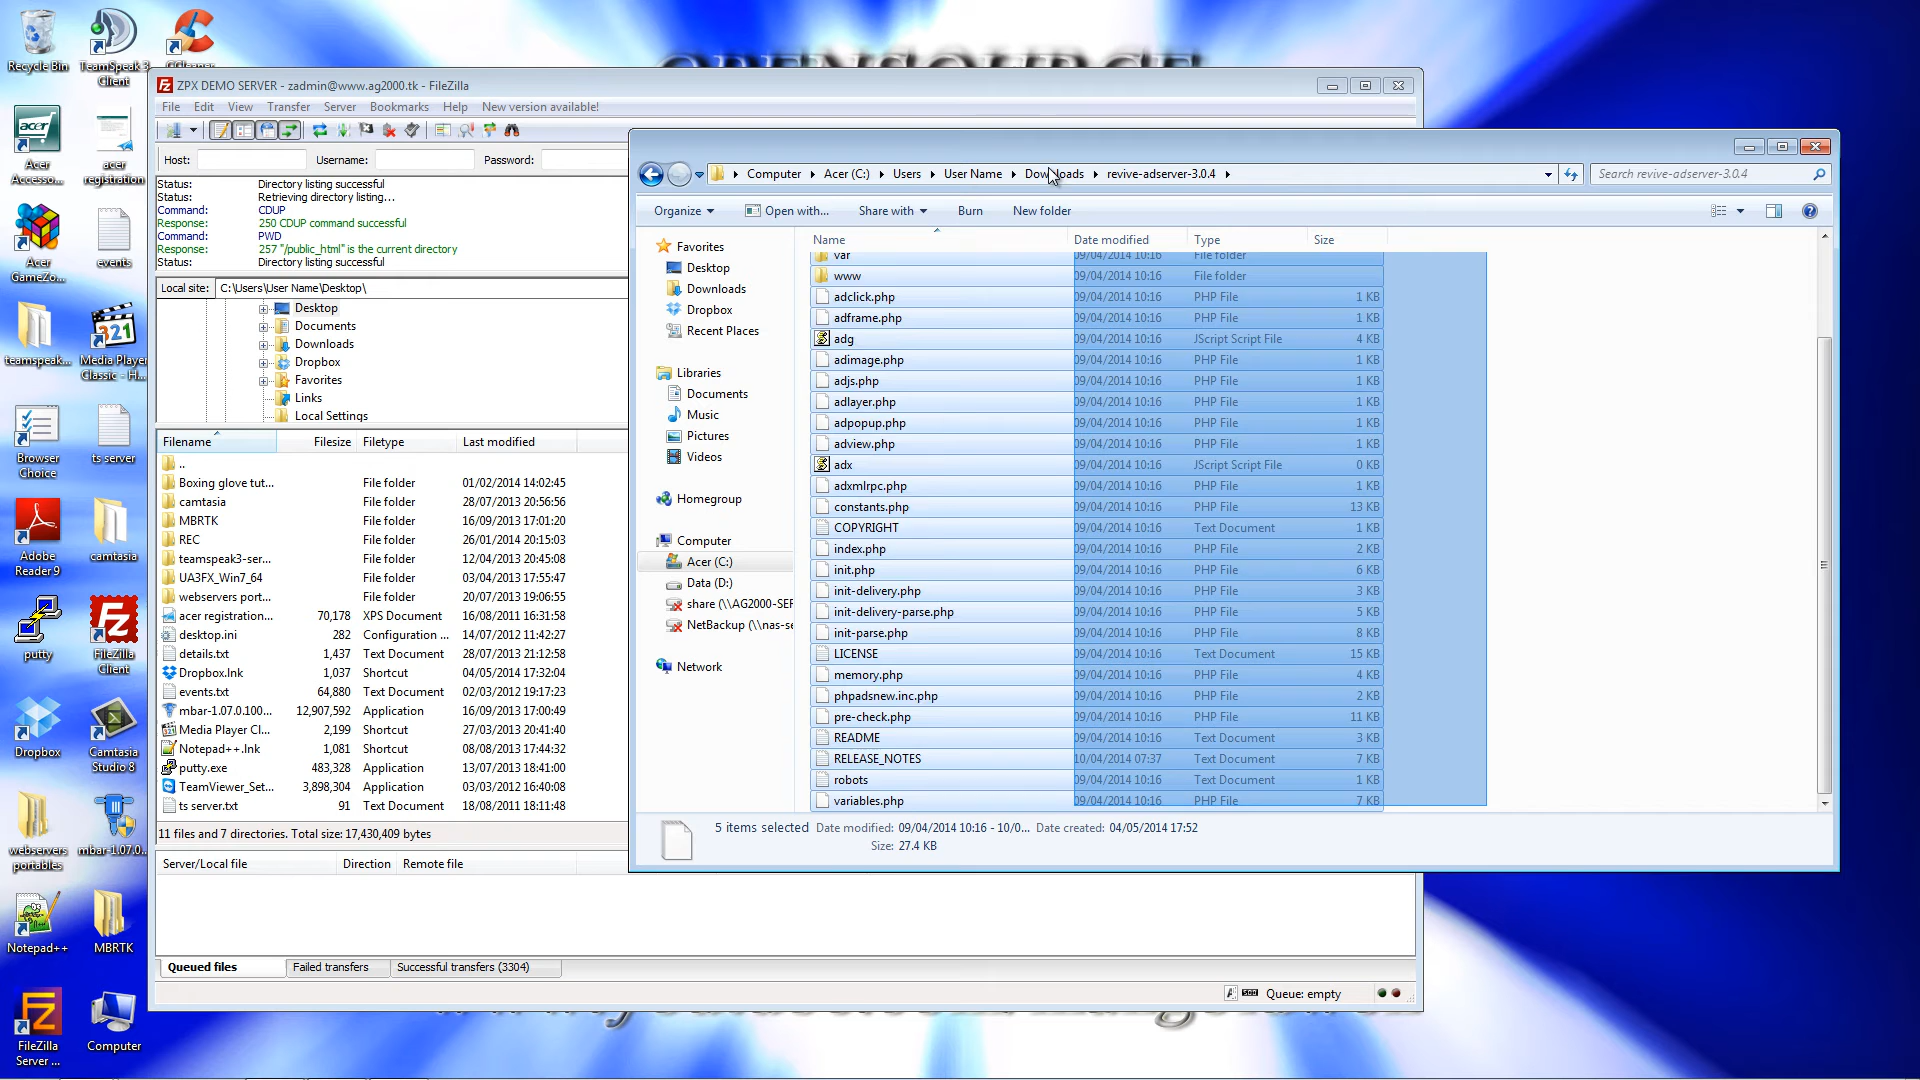 Recycle Bin
TeamSpeak 3 Client
CCleaner
Acer Accesso...
acer registration
Acer GameZo...
events
teamspeak...
Media Player Classic - H...
Browser Choice
ts server
Adobe Reader 9
camtasia
putty
FileZilla Client
Dropbox
Camtasia Studio 8
webservers portables
mbar-1.07.0...
Notepad++
MBRTK
FileZilla Server ...
Computer
OPENSOURCE
ZPX DEMO SERVER - zadmin@www.ag2000.tk - FileZilla
File Edit View Transfer Server Bookmarks Help New version available!
Host: Username: Password:
Status: Directory listing successful
Status: Retrieving directory listing...
Command: CDUP
Response: 250 CDUP command successful
Command: PWD
Response: 257 "/public_html" is the current directory
Status: Directory listing successful
Local site: C:\Users\User Name\Desktop\
Desktop
Documents
Downloads
Dropbox
Favorites
Links
Local Settings
Filename Filesize Filetype Last modified
..
Boxing glove tut... File folder 01/02/2014 14:02:45
camtasia File folder 28/07/2013 20:56:56
MBRTK File folder 16/09/2013 17:01:20
REC File folder 26/01/2014 20:15:03
teamspeak3-ser... File folder 12/04/2013 20:45:08
UA3FX_Win7_64 File folder 03/04/2013 17:55:47
webservers port... File folder 20/07/2013 19:06:55
acer registration... 70,178 XPS Document 16/08/2011 16:31:58
desktop.ini 282 Configuration ... 14/07/2012 11:42:27
details.txt 1,437 Text Document 28/07/2013 21:12:58
Dropbox.lnk 1,037 Shortcut 04/05/2014 17:32:04
events.txt 64,880 Text Document 02/03/2012 19:17:23
mbar-1.07.0.100... 12,907,592 Application 16/09/2013 17:00:49
Media Player Cl... 2,199 Shortcut 27/03/2013 20:41:40
Notepad++.lnk 1,081 Shortcut 08/08/2013 17:44:32
putty.exe 483,328 Application 13/07/2013 18:41:00
TeamViewer_Set... 3,898,304 Application 03/03/2012 16:40:08
ts server.txt 91 Text Document 18/08/2011 18:11:48
11 files and 7 directories. Total size: 17,430,409 bytes
Server/Local file Direction Remote file
Queued files Failed transfers Successful transfers (3304)
Queue: empty
Computer Acer (C:) Users User Name Downloads revive-adserver-3.0.4
Search revive-adserver-3.0.4
Organize Open with... Share with Burn New folder
Favorites
Desktop
Downloads
Dropbox
Recent Places
Libraries
Documents
Music
Pictures
Videos
Homegroup
Computer
Acer (C:)
Data (D:)
share (\\AG2000-SEF
NetBackup (\\nas-se
Network
Name Date modified Type Size
var 09/04/2014 10:16 File folder
www 09/04/2014 10:16 File folder
adclick.php 09/04/2014 10:16 PHP File 1 KB
adframe.php 09/04/2014 10:16 PHP File 1 KB
adg 09/04/2014 10:16 JScript Script File 4 KB
adimage.php 09/04/2014 10:16 PHP File 1 KB
adjs.php 09/04/2014 10:16 PHP File 1 KB
adlayer.php 09/04/2014 10:16 PHP File 1 KB
adpopup.php 09/04/2014 10:16 PHP File 1 KB
adview.php 09/04/2014 10:16 PHP File 1 KB
adx 09/04/2014 10:16 JScript Script File 0 KB
adxmlrpc.php 09/04/2014 10:16 PHP File 1 KB
constants.php 09/04/2014 10:16 PHP File 13 KB
COPYRIGHT 09/04/2014 10:16 Text Document 1 KB
index.php 09/04/2014 10:16 PHP File 2 KB
init.php 09/04/2014 10:16 PHP File 6 KB
init-delivery.php 09/04/2014 10:16 PHP File 3 KB
init-delivery-parse.php 09/04/2014 10:16 PHP File 5 KB
init-parse.php 09/04/2014 10:16 PHP File 8 KB
LICENSE 09/04/2014 10:16 Text Document 15 KB
memory.php 09/04/2014 10:16 PHP File 4 KB
phpadsnew.inc.php 09/04/2014 10:16 PHP File 2 KB
pre-check.php 09/04/2014 10:16 PHP File 11 KB
README 09/04/2014 10:16 Text Document 3 KB
RELEASE_NOTES 10/04/2014 07:37 Text Document 7 KB
robots 09/04/2014 10:16 Text Document 1 KB
variables.php 09/04/2014 10:16 PHP File 7 KB
5 items selected Date modified: 09/04/2014 10:16 - 10/0... Date created: 04/05/2014 17:52
Size: 27.4 KB